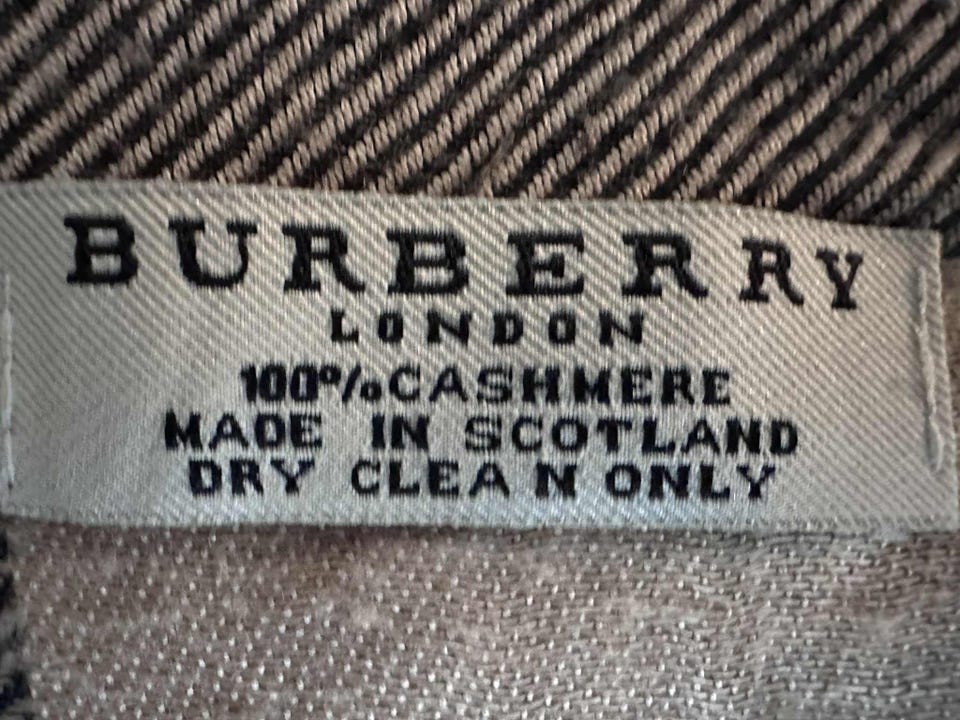 BURBERRY
LONDON
100% CASHMERE
MADE IN SCOTLAND
DRY CLEAN ONLY